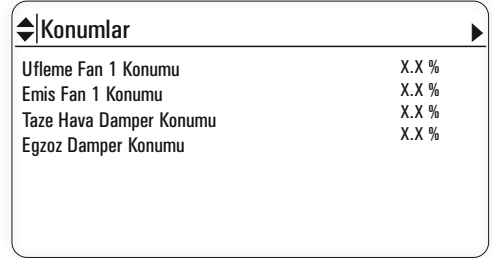 Konumlar
Ufleme Fan 1 Konumu X.X %
Emis Fan 1 Konumu X.X %
Taze Hava Damper Konumu X.X %
Egzoz Damper Konumu X.X %